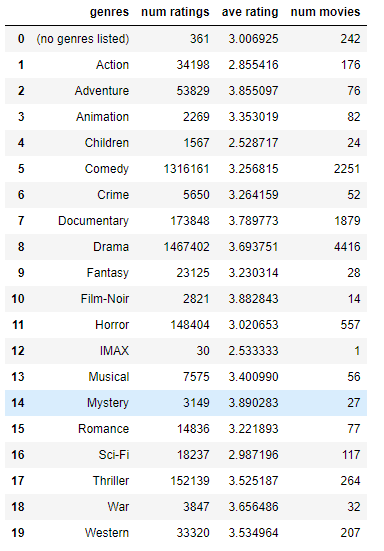 genres num ratings ave rating num movies
0 (no genres listed) 361 3.006925 242
1 Action 34198 2.855416 176
2 Adventure 53829 3.855097 76
3 Animation 2269 3.353019 82
4 Children 1567 2.528717 24
5 Comedy 1316161 3.256815 2251
6 Crime 5650 3.264159 52
7 Documentary 173848 3.789773 1879
8 Drama 1467402 3.693751 4416
9 Fantasy 23125 3.230314 28
10 Film-Noir 2821 3.882843 14
11 Horror 148404 3.020653 557
12 IMAX 30 2.533333 1
13 Musical 7575 3.400990 56
14 Mystery 3149 3.890283 27
15 Romance 14836 3.221893 77
16 Sci-Fi 18237 2.987196 117
17 Thriller 152139 3.525187 264
18 War 3847 3.656486 32
19 Western 33320 3.534964 207